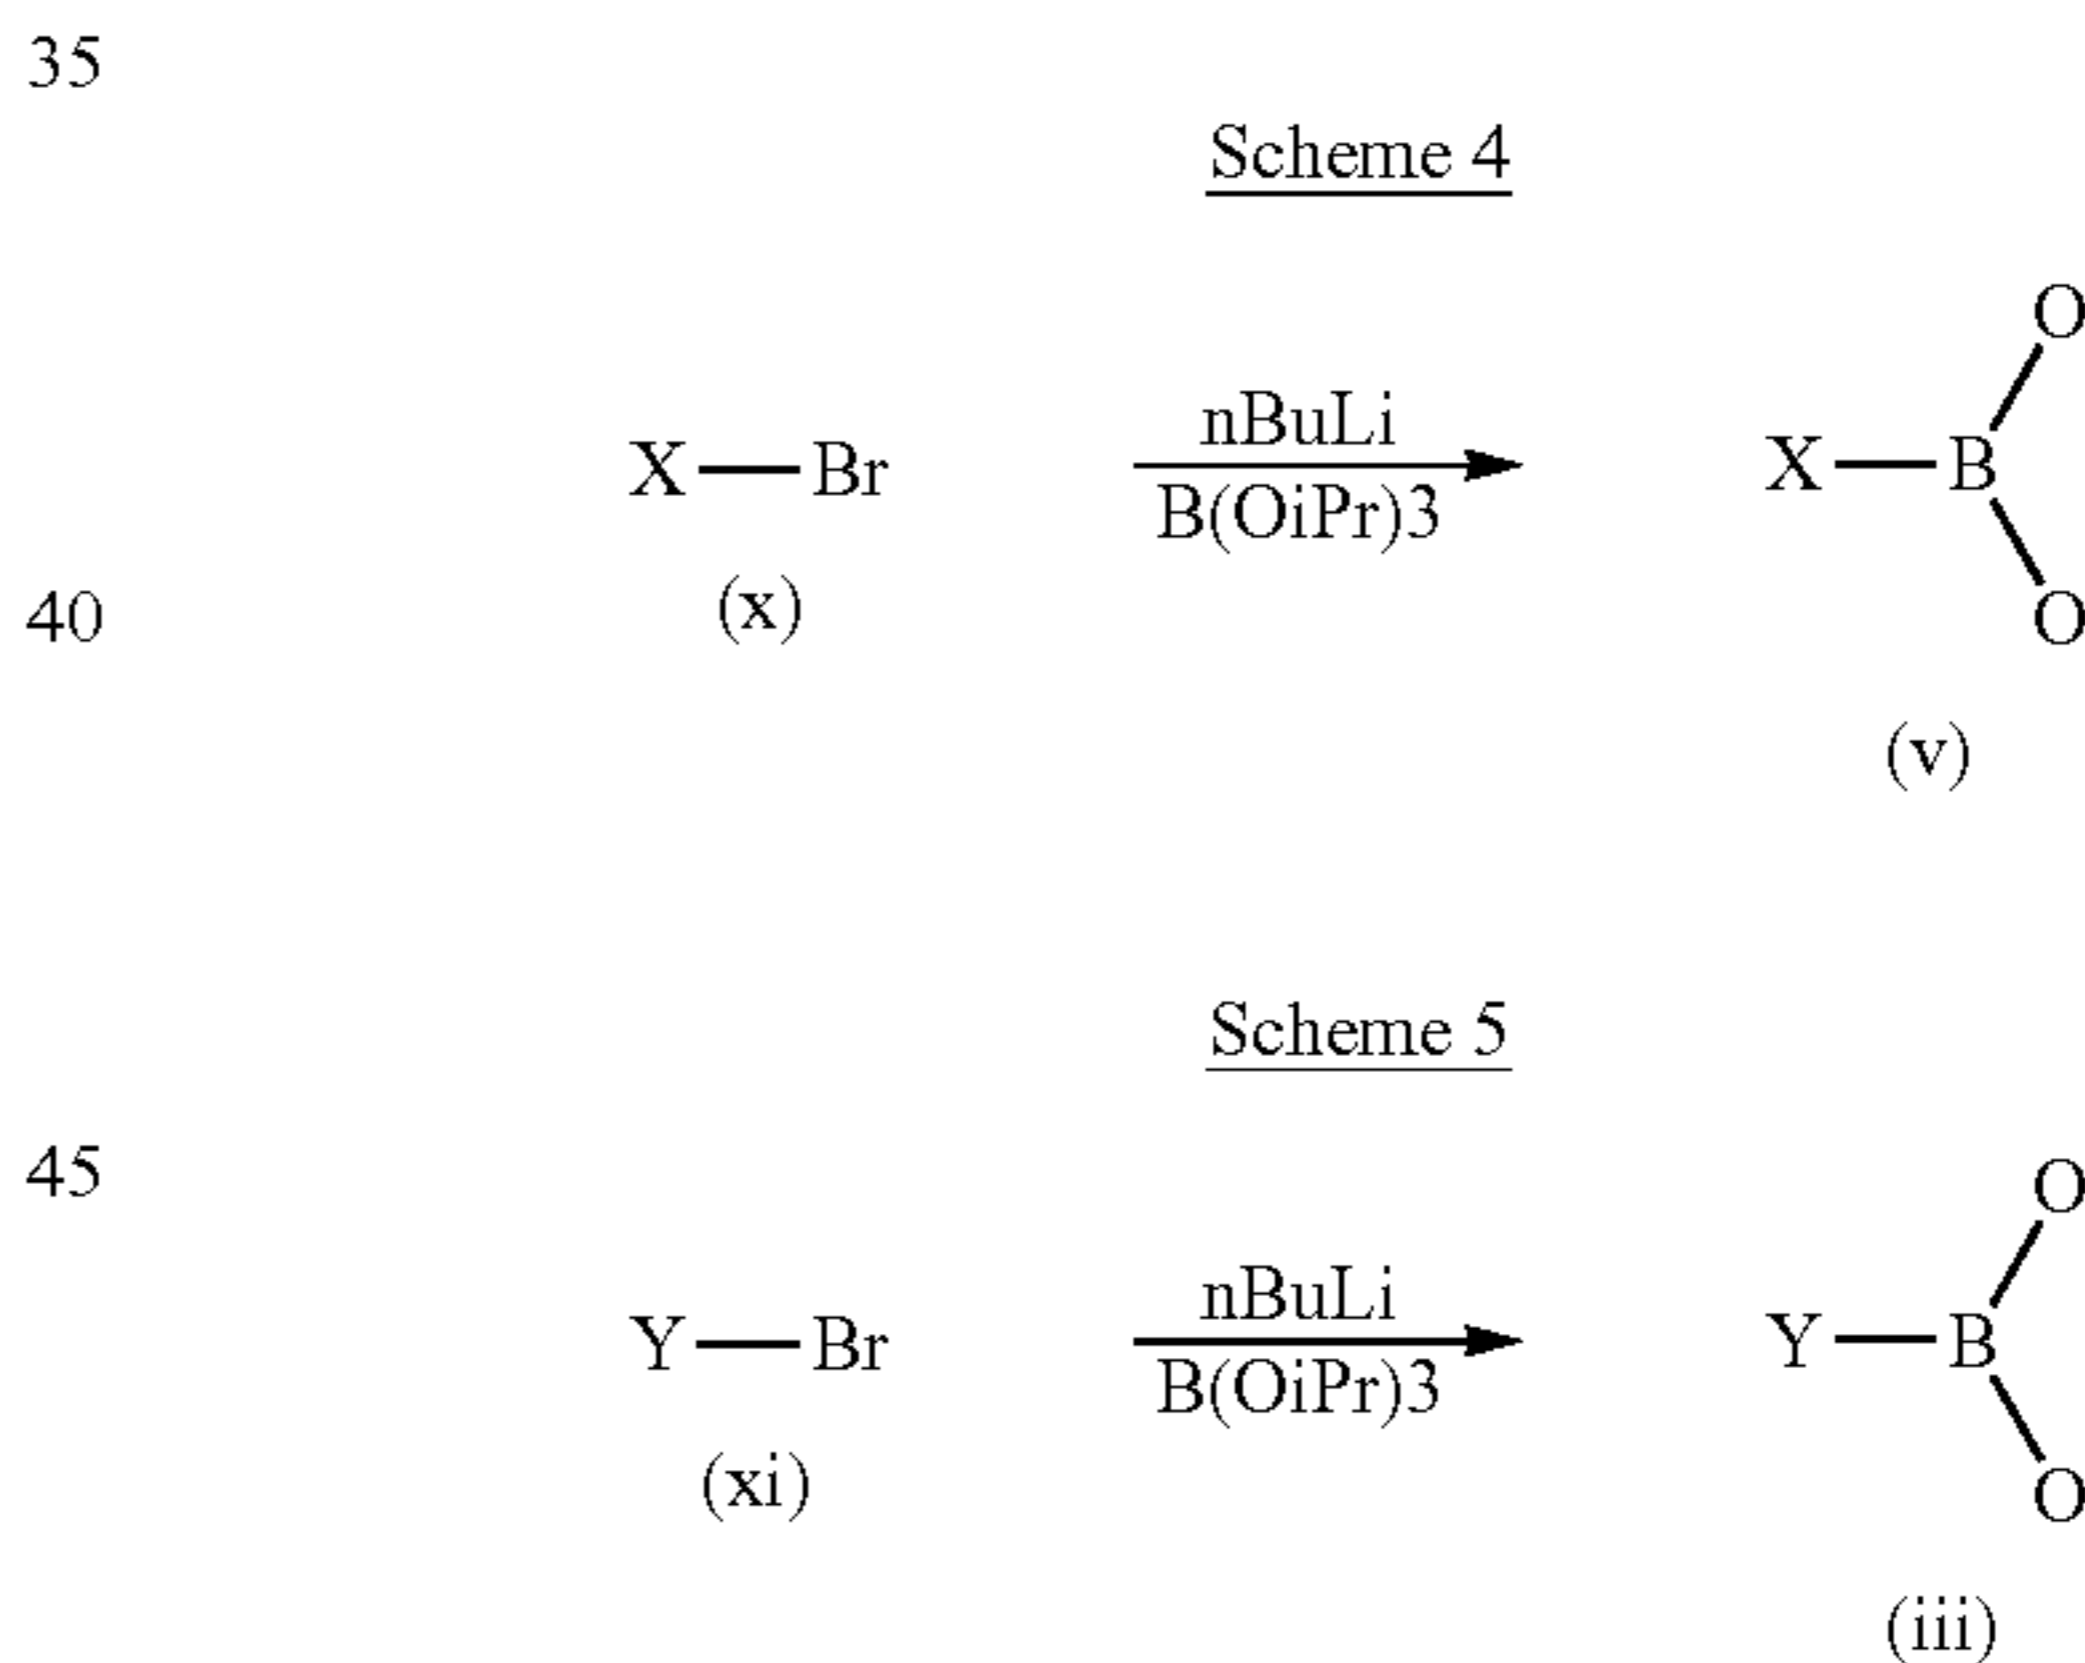 35
Scheme 4
O
nBuLi
X—Br X—B
B(OiPr)3
40 (x) O
(v)
Scheme 5
45 O
nBuLi
Y—Br Y—B
B(OiPr)3
(xi) O
(iii)